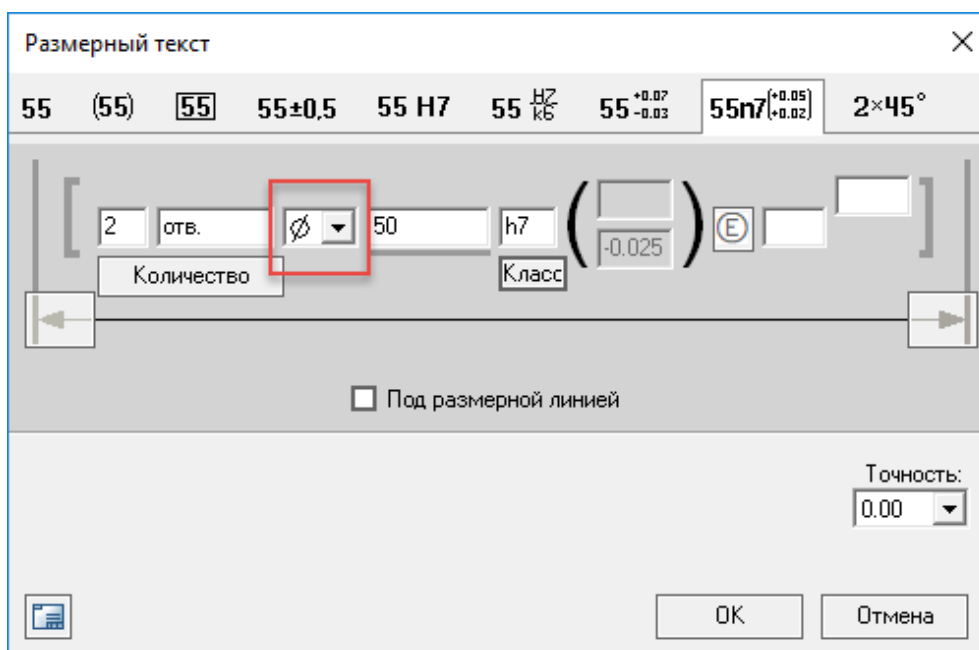 Размерный текст
55 (55) 55 55±0,5 55 H7 55 H7/k6 55 +0.07 -0.03 55n7(+0.05 +0.02) 2×45°
2 отв. Ø 50 h7 ( -0.025 ) Ⓔ
Количество Класс
Под размерной линией
Точность:
0.00
OK Отмена